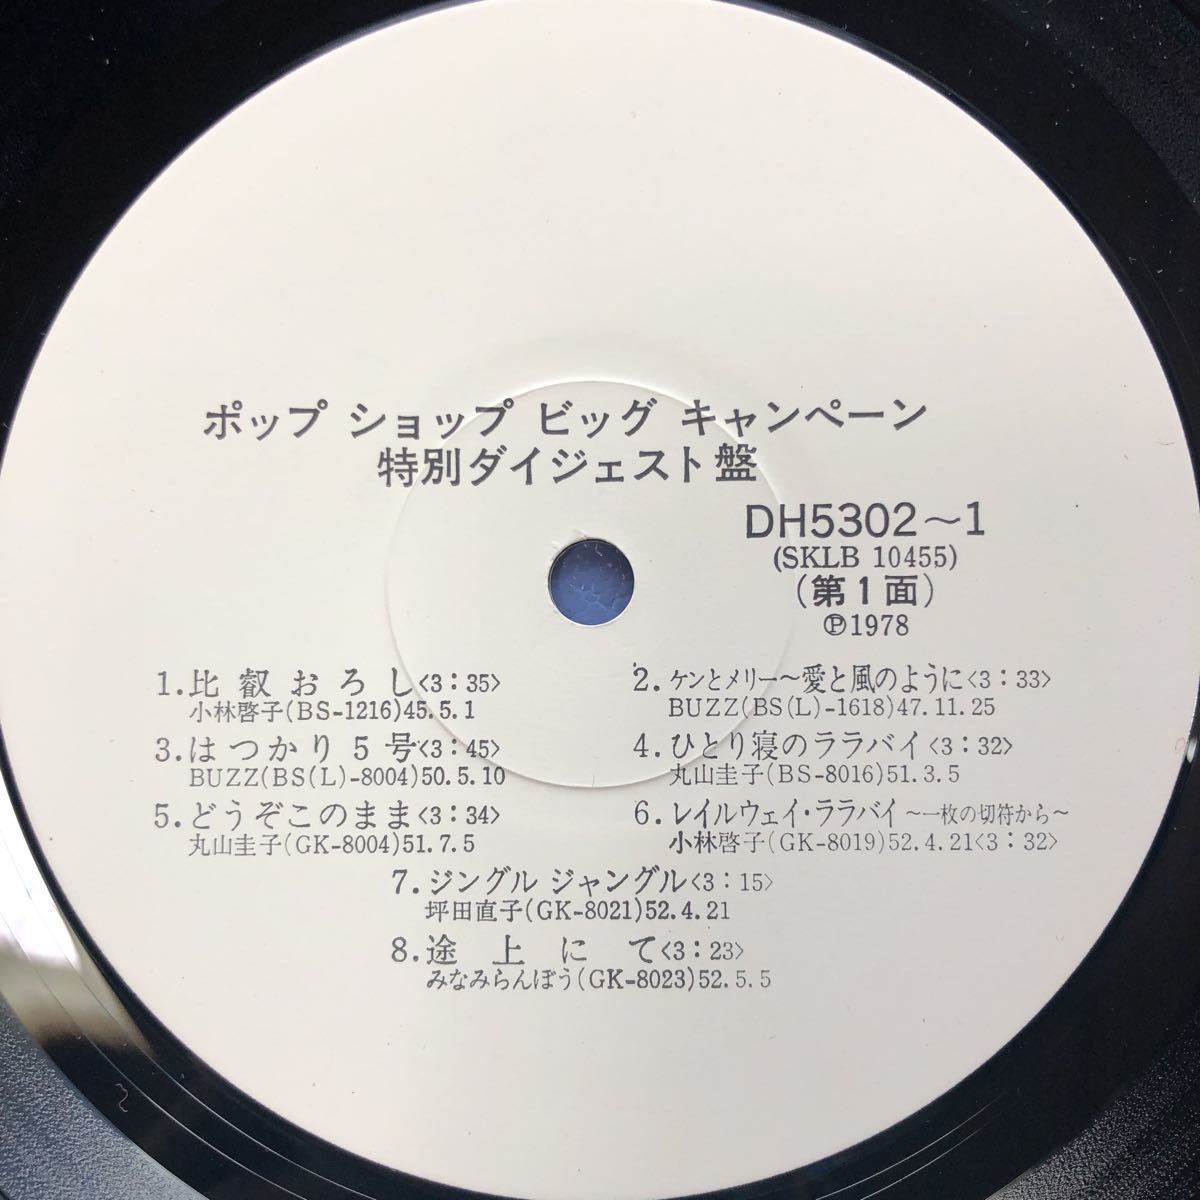 ポップ ショップ ビッグ キャンペーン
特別ダイジェスト盤
DH5302〜1
(SKLB 10455)
(第1面)
Ⓟ1978
1.比叡おろし<3:35>
小林啓子(BS-1216)45.5.1
2.ケンとメリー〜愛と風のように<3:33>
BUZZ(BS(L)-1618)47.11.25
3.はつかり5号<3:45>
BUZZ(BS(L)-8004)50.5.10
4.ひとり寝のララバイ<3:32>
丸山圭子(BS-8016)51.3.5
5.どうぞこのまま<3:34>
丸山圭子(GK-8004)51.7.5
6.レイルウェイ・ララバイ〜一枚の切符から〜
小林啓子(GK-8019)52.4.21<3:32>
7.ジングル ジャングル<3:15>
坪田直子(GK-8021)52.4.21
8.途上にて<3:23>
みなみらんぼう(GK-8023)52.5.5